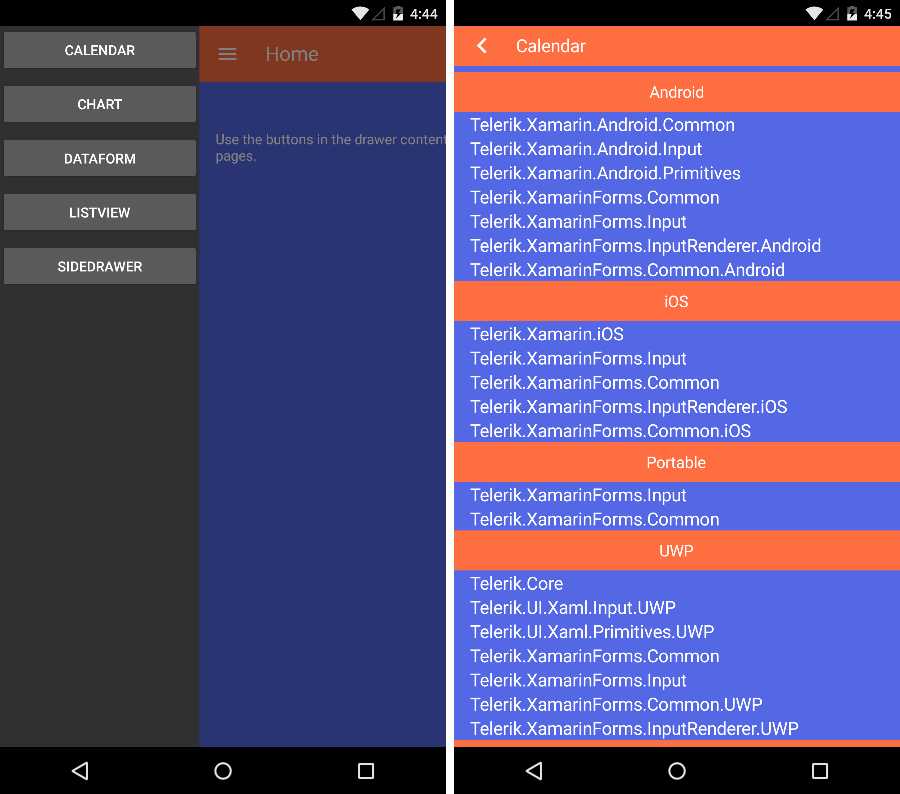 4:44
CALENDAR
CHART
DATAFORM
LISTVIEW
SIDEDRAWER
Home
Use the buttons in the drawer content
pages.
4:45
Calendar
Android
Telerik.Xamarin.Android.Common
Telerik.Xamarin.Android.Input
Telerik.Xamarin.Android.Primitives
Telerik.XamarinForms.Common
Telerik.XamarinForms.Input
Telerik.XamarinForms.InputRenderer.Android
Telerik.XamarinForms.Common.Android
iOS
Telerik.Xamarin.iOS
Telerik.XamarinForms.Input
Telerik.XamarinForms.Common
Telerik.XamarinForms.InputRenderer.iOS
Telerik.XamarinForms.Common.iOS
Portable
Telerik.XamarinForms.Input
Telerik.XamarinForms.Common
UWP
Telerik.Core
Telerik.UI.Xaml.Input.UWP
Telerik.UI.Xaml.Primitives.UWP
Telerik.XamarinForms.Common
Telerik.XamarinForms.Input
Telerik.XamarinForms.Common.UWP
Telerik.XamarinForms.InputRenderer.UWP